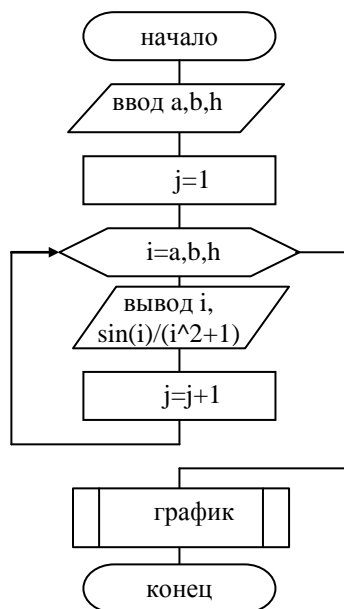 начало
ввод a,b,h
j=1
i=a,b,h
вывод i,
sin(i)/(i^2+1)
j=j+1
график
конец